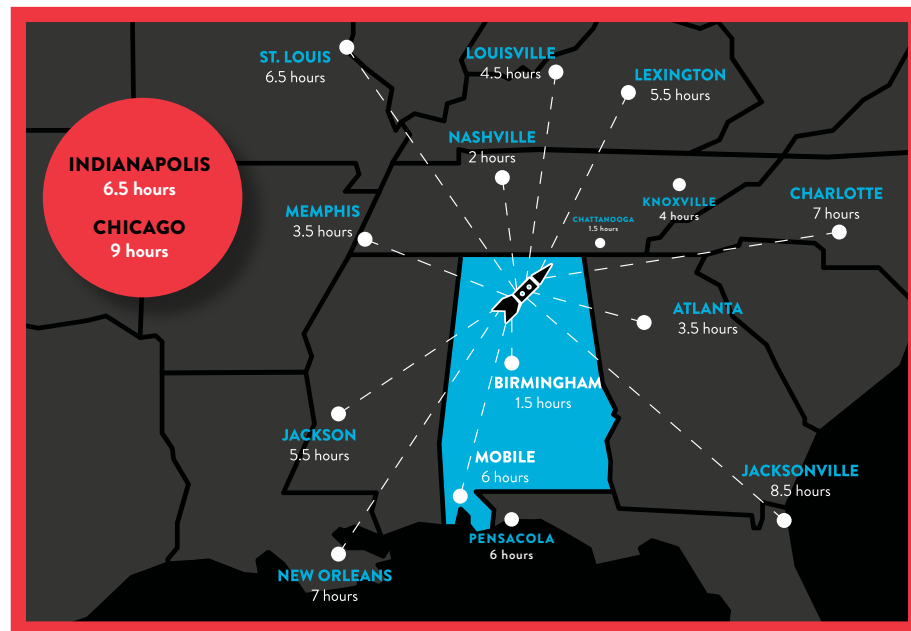 ST. LOUIS
6.5 hours
LOUISVILLE
4.5 hours
LEXINGTON
5.5 hours
NASHVILLE
2 hours
INDIANAPOLIS
6.5 hours
CHICAGO
9 hours
MEMPHIS
3.5 hours
KNOXVILLE
4 hours
CHATTANOOGA
1.5 hours
CHARLOTTE
7 hours
ATLANTA
3.5 hours
BIRMINGHAM
1.5 hours
JACKSON
5.5 hours
MOBILE
6 hours
JACKSONVILLE
8.5 hours
PENSACOLA
6 hours
NEW ORLEANS
7 hours